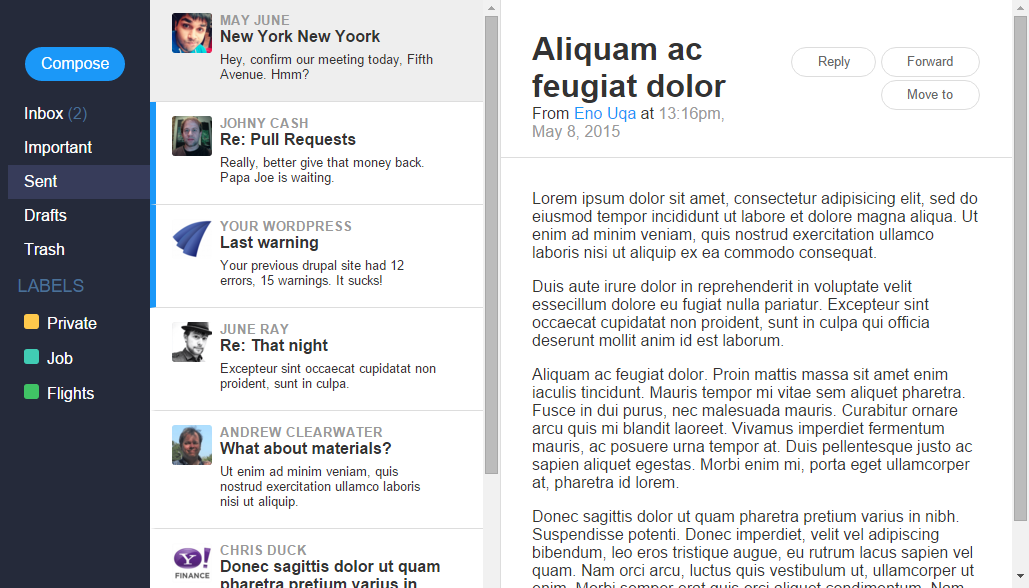 Compose
Inbox (2)
Important
Sent
Drafts
Trash
LABELS
Private
Job
Flights
MAY JUNE
New York New Yoork
Hey, confirm our meeting today, Fifth
Avenue. Hmm?
JOHNY CASH
Re: Pull Requests
Really, better give that money back.
Papa Joe is waiting.
YOUR WORDPRESS
Last warning
Your previous drupal site had 12
errors, 15 warnings. It sucks!
JUNE RAY
Re: That night
Excepteur sint occaecat cupidatat non
proident, sunt in culpa.
ANDREW CLEARWATER
What about materials?
Ut enim ad minim veniam, quis
nostrud exercitation ullamco laboris
nisi ut aliquip.
Y!
FINANCE
CHRIS DUCK
Donec sagittis dolor ut quam
pharetra pretium varius in
Aliquam ac
feugiat dolor
From Eno Uqa at 13:16pm,
May 8, 2015
Reply
Forward
Move to
Lorem ipsum dolor sit amet, consectetur adipisicing elit, sed do
eiusmod tempor incididunt ut labore et dolore magna aliqua. Ut
enim ad minim veniam, quis nostrud exercitation ullamco
laboris nisi ut aliquip ex ea commodo consequat.
Duis aute irure dolor in reprehenderit in voluptate velit
essecillum dolore eu fugiat nulla pariatur. Excepteur sint
occaecat cupidatat non proident, sunt in culpa qui officia
deserunt mollit anim id est laborum.
Aliquam ac feugiat dolor. Proin mattis massa sit amet enim
iaculis tincidunt. Mauris tempor mi vitae sem aliquet pharetra.
Fusce in dui purus, nec malesuada mauris. Curabitur ornare
arcu quis mi blandit laoreet. Vivamus imperdiet fermentum
mauris, ac posuere urna tempor at. Duis pellentesque justo ac
sapien aliquet egestas. Morbi enim mi, porta eget ullamcorper
at, pharetra id lorem.
Donec sagittis dolor ut quam pharetra pretium varius in nibh.
Suspendisse potenti. Donec imperdiet, velit vel adipiscing
bibendum, leo eros tristique augue, eu rutrum lacus sapien vel
quam. Nam orci arcu, luctus quis vestibulum ut, ullamcorper ut
enim. Morbi semper erat quis orci aliquet condimentum. Nam